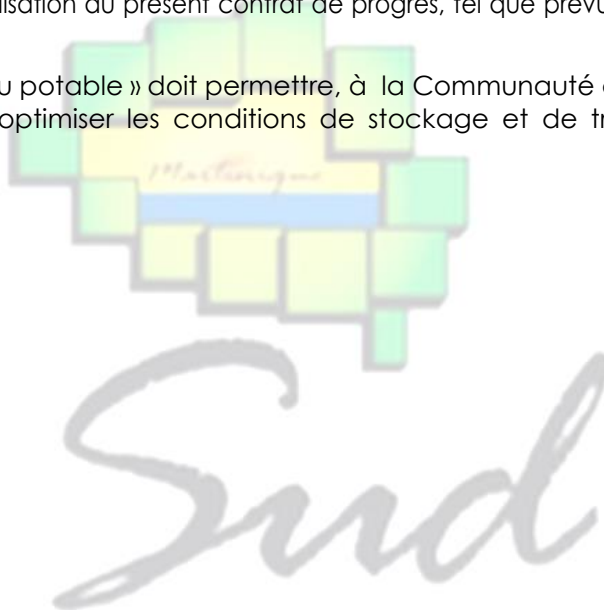 lisation du présent contrat de progrès, tel que prévu
u potable » doit permettre, à la Communauté
optimiser les conditions de stockage et de
Martinique
Sud